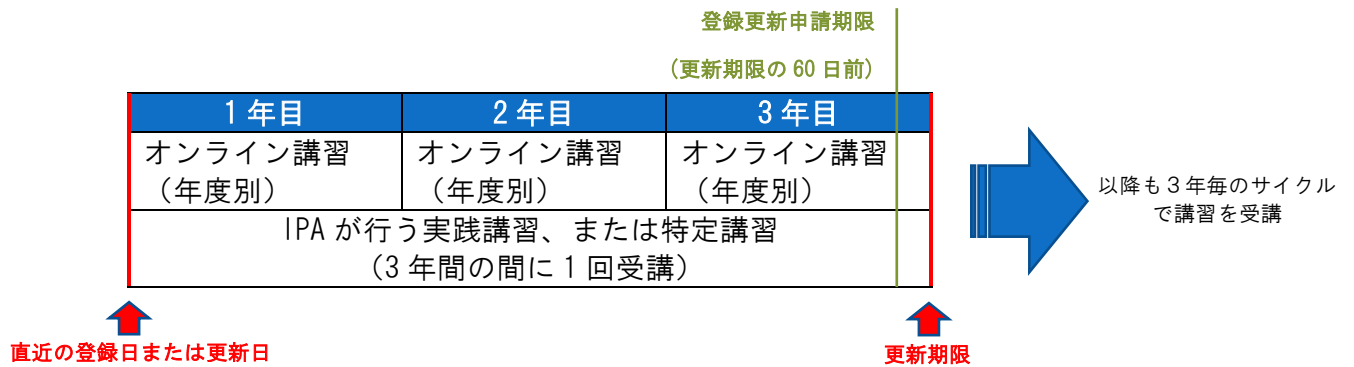 登録更新申請期限
（更新期限の 60 日前）
1 年目
2 年目
3 年目
オンライン講習
（年度別）
オンライン講習
（年度別）
オンライン講習
（年度別）
IPA が行う実践講習、または特定講習
（3 年間の間に 1 回受講）
以降も３年毎のサイクル
で講習を受講
直近の登録日または更新日
更新期限